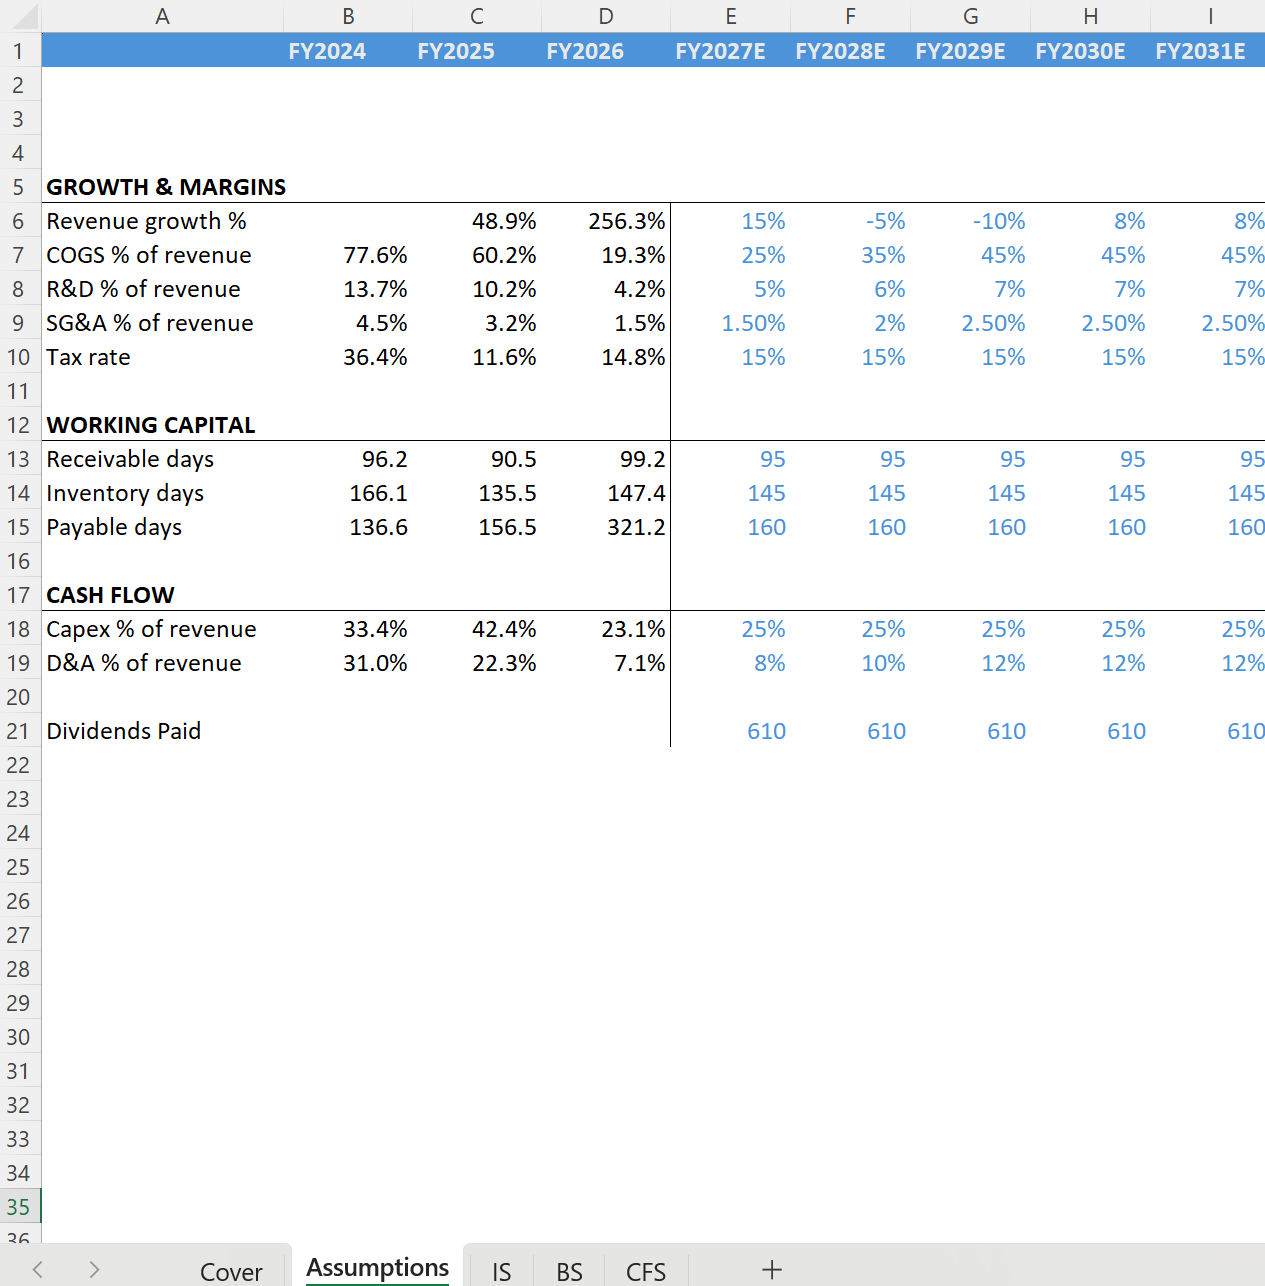 A B C D E F G H I
1 FY2024 FY2025 FY2026 FY2027E FY2028E FY2029E FY2030E FY2031E
2
3
4
5 GROWTH & MARGINS
6 Revenue growth % 48.9% 256.3% 15% -5% -10% 8% 8%
7 COGS % of revenue 77.6% 60.2% 19.3% 25% 35% 45% 45% 45%
8 R&D % of revenue 13.7% 10.2% 4.2% 5% 6% 7% 7% 7%
9 SG&A % of revenue 4.5% 3.2% 1.5% 1.50% 2% 2.50% 2.50% 2.50%
10 Tax rate 36.4% 11.6% 14.8% 15% 15% 15% 15% 15%
11
12 WORKING CAPITAL
13 Receivable days 96.2 90.5 99.2 95 95 95 95 95
14 Inventory days 166.1 135.5 147.4 145 145 145 145 145
15 Payable days 136.6 156.5 321.2 160 160 160 160 160
16
17 CASH FLOW
18 Capex % of revenue 33.4% 42.4% 23.1% 25% 25% 25% 25% 25%
19 D&A % of revenue 31.0% 22.3% 7.1% 8% 10% 12% 12% 12%
20
21 Dividends Paid 610 610 610 610 610
22
23
24
25
26
27
28
29
30
31
32
33
34
35
36
Cover Assumptions IS BS CFS +